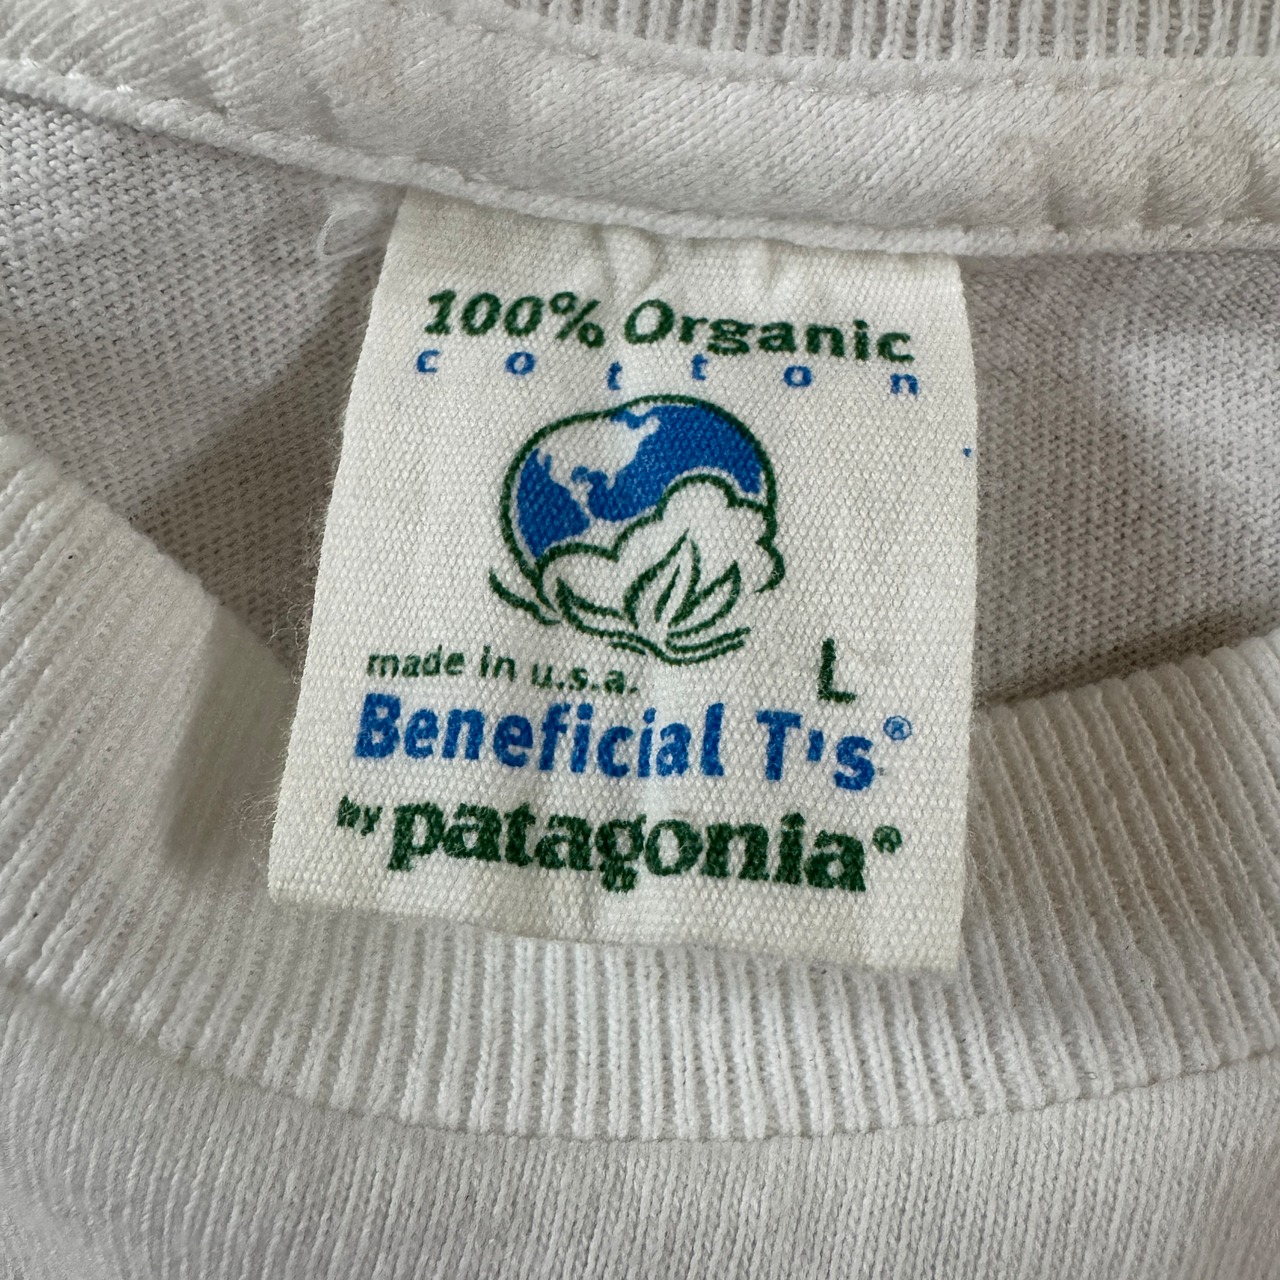 100% Organic
cotton
made in u.s.a.
L
Beneficial T's®
by patagonia®